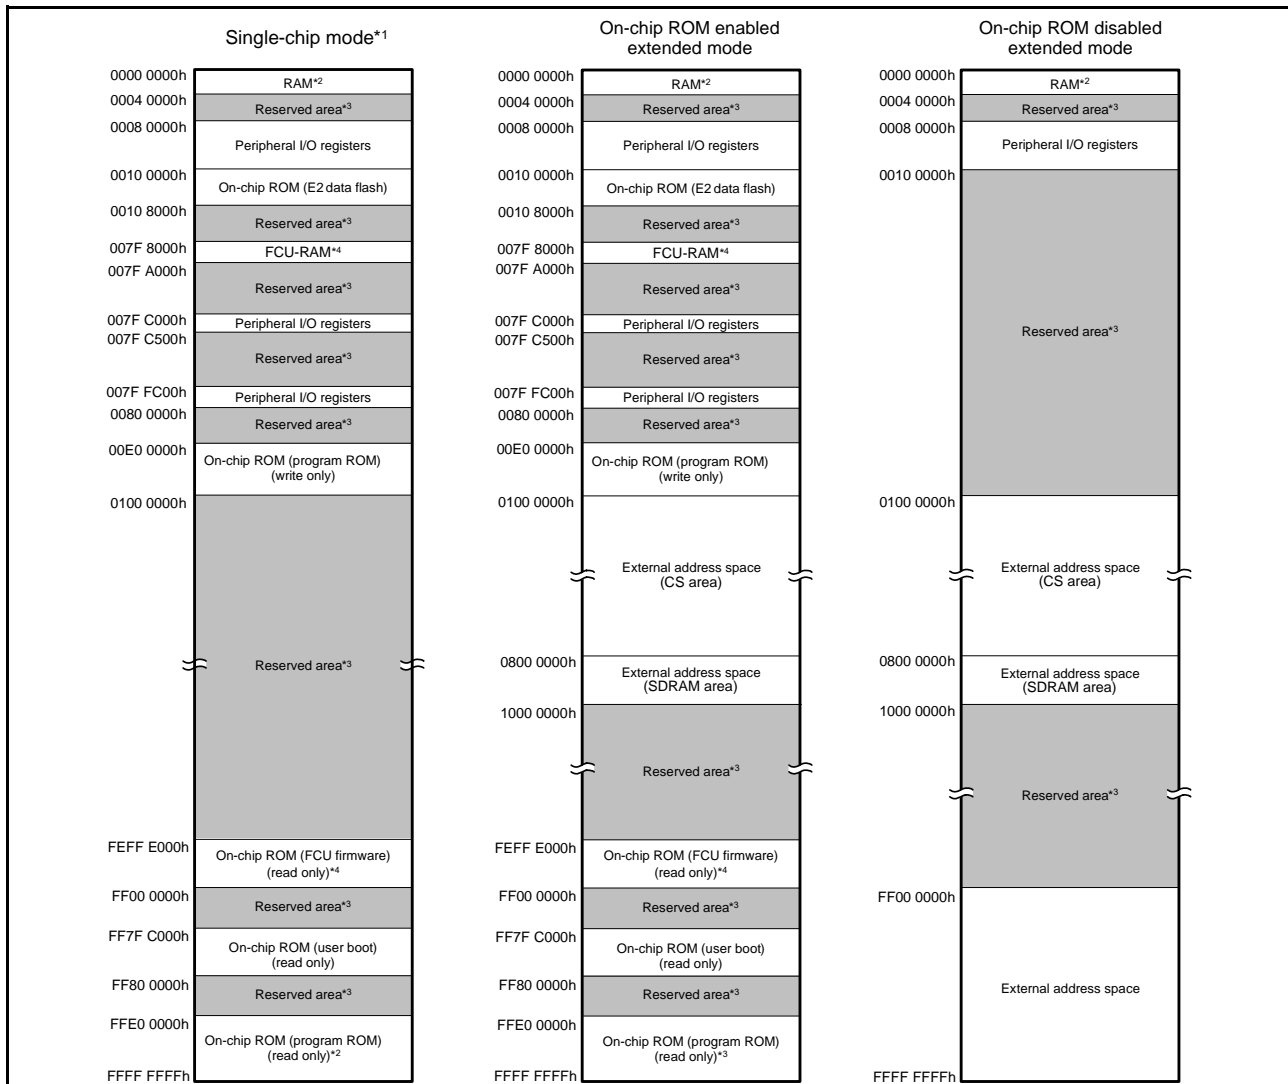 Single-chip mode*1
0000 0000h
RAM*2
0004 0000h
Reserved area*3
0008 0000h
Peripheral I/O registers
0010 0000h
On-chip ROM (E2 data flash)
0010 8000h
Reserved area*3
007F 8000h
FCU-RAM*4
007F A000h
Reserved area*3
007F C000h
Peripheral I/O registers
007F C500h
Reserved area*3
007F FC00h
Peripheral I/O registers
0080 0000h
Reserved area*3
00E0 0000h
On-chip ROM (program ROM)
(write only)
0100 0000h
Reserved area*3
FEFF E000h
On-chip ROM (FCU firmware)
(read only)*4
FF00 0000h
Reserved area*3
FF7F C000h
On-chip ROM (user boot)
(read only)
FF80 0000h
Reserved area*3
FFE0 0000h
On-chip ROM (program ROM)
(read only)*2
FFFF FFFFh
On-chip ROM enabled
extended mode
0000 0000h
RAM*2
0004 0000h
Reserved area*3
0008 0000h
Peripheral I/O registers
0010 0000h
On-chip ROM (E2 data flash)
0010 8000h
Reserved area*3
007F 8000h
FCU-RAM*4
007F A000h
Reserved area*3
007F C000h
Peripheral I/O registers
007F C500h
Reserved area*3
007F FC00h
Peripheral I/O registers
0080 0000h
Reserved area*3
00E0 0000h
On-chip ROM (program ROM)
(write only)
0100 0000h
External address space
(CS area)
0800 0000h
External address space
(SDRAM area)
1000 0000h
Reserved area*3
FEFF E000h
On-chip ROM (FCU firmware)
(read only)*4
FF00 0000h
Reserved area*3
FF7F C000h
On-chip ROM (user boot)
(read only)
FF80 0000h
Reserved area*3
FFE0 0000h
On-chip ROM (program ROM)
(read only)*3
FFFF FFFFh
On-chip ROM disabled
extended mode
0000 0000h
RAM*2
0004 0000h
Reserved area*3
0008 0000h
Peripheral I/O registers
0010 0000h
Reserved area*3
0100 0000h
External address space
(CS area)
0800 0000h
External address space
(SDRAM area)
1000 0000h
Reserved area*3
FF00 0000h
External address space
FFFF FFFFh